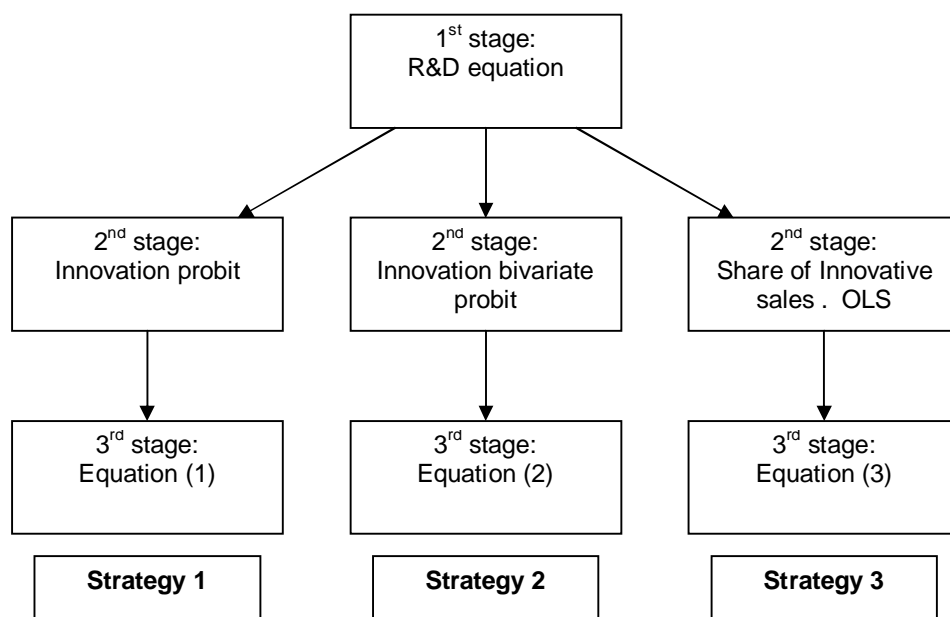 1st stage:
R&D equation
2nd stage:
Innovation probit
2nd stage:
Innovation bivariate
probit
2nd stage:
Share of Innovative
sales . OLS
3rd stage:
Equation (1)
3rd stage:
Equation (2)
3rd stage:
Equation (3)
Strategy 1
Strategy 2
Strategy 3